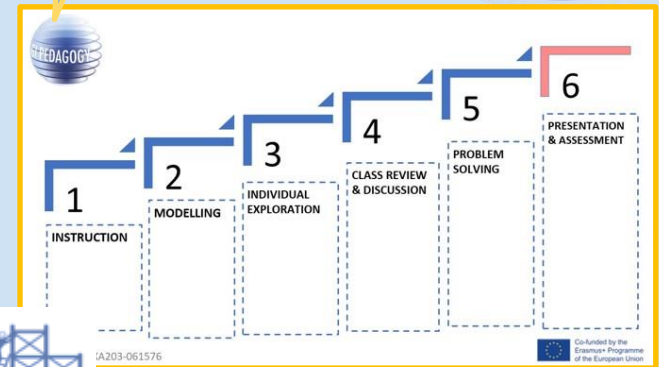 PEDAGOGY
1
INSTRUCTION
2
MODELLING
3
INDIVIDUAL
EXPLORATION
4
CLASS REVIEW
& DISCUSSION
5
PROBLEM
SOLVING
6
PRESENTATION
& ASSESSMENT
KA203-061576
Co-funded by the
Erasmus+ Programme
of the European Union